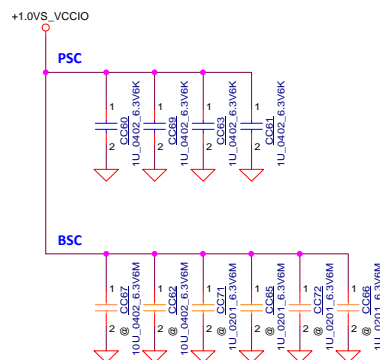 +1.0VS_VCCIO
PSC
1
2
CC60
1U_0402_6.3V6K
1
2
CC69
1U_0402_6.3V6K
1
2
CC63
1U_0402_6.3V6K
1
2
CC61
1U_0402_6.3V6K
BSC
1
2
@
CC67
10U_0402_6.3V6M
1
2
@
CC62
10U_0402_6.3V6M
1
2
@
CC71
1U_0201_6.3V6M
1
2
@
CC65
1U_0201_6.3V6M
1
2
@
CC72
1U_0201_6.3V6M
1
2
@
CC66
1U_0201_6.3V6M